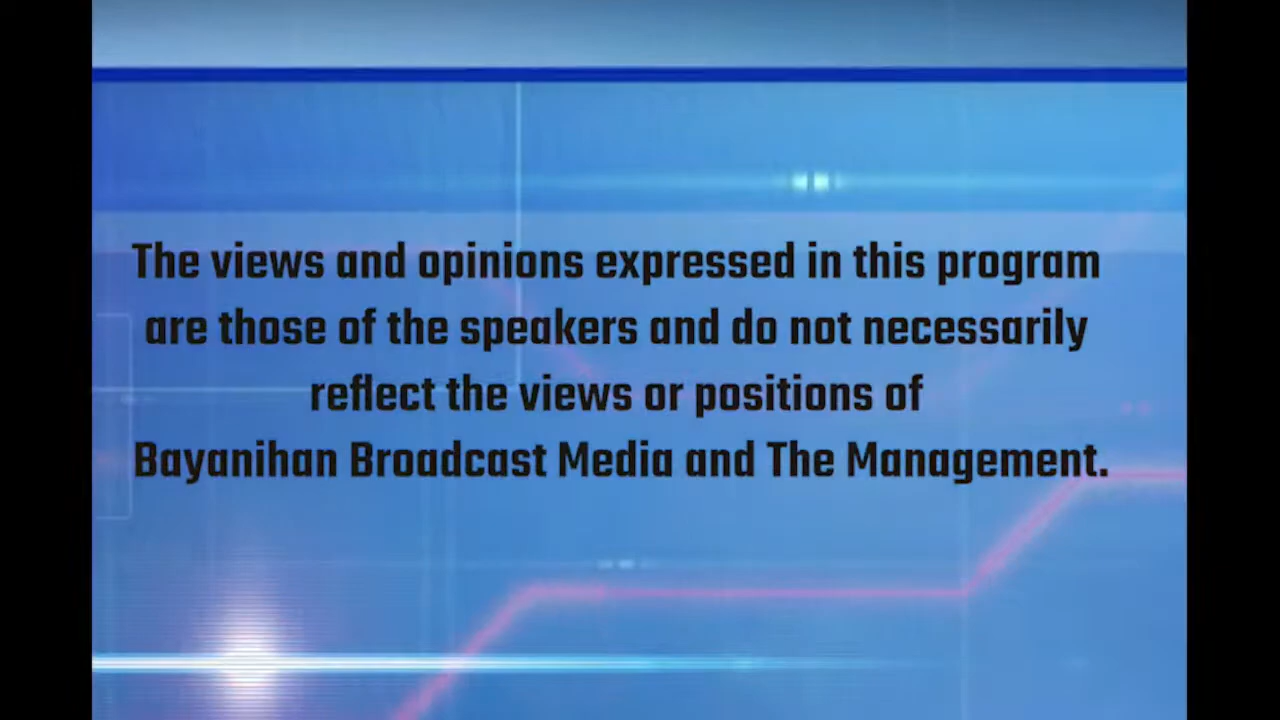 The views and opinions expressed in this program
are those of the speakers and do not necessarily
reflect the views or positions of
Bayanihan Broadcast Media and The Management.